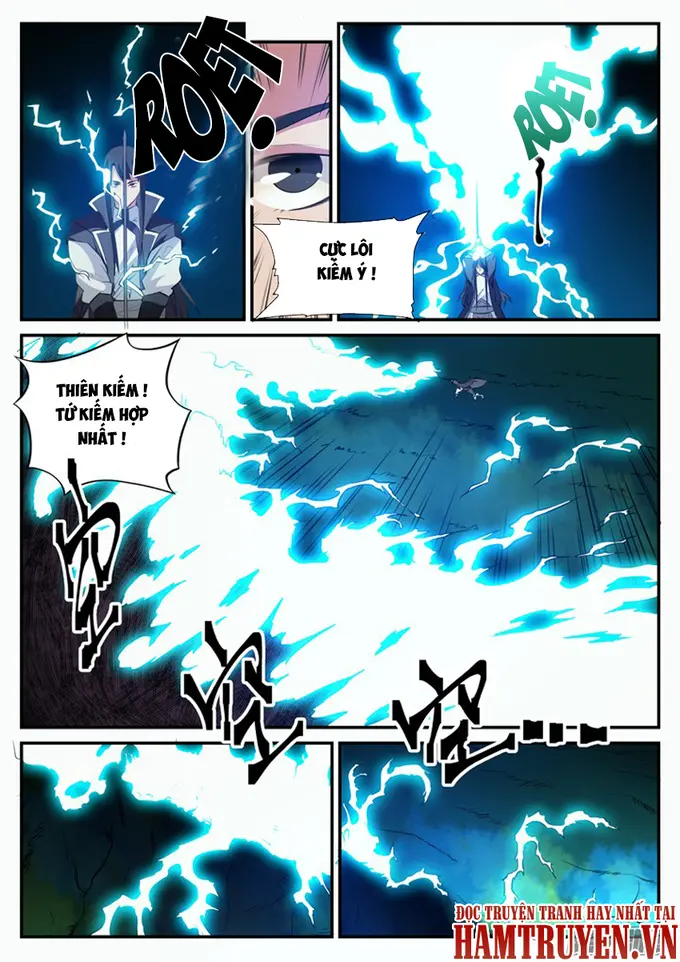 ROET.
ROET.
CỰC LÔI
KIẾM Ý !
THIÊN KIẾM !
TỨ KIẾM HỢP
NHẤT !
ĐỌC TRUYỆN TRANH HAY NHẤT TẠI
HAMTRUYEN.VN